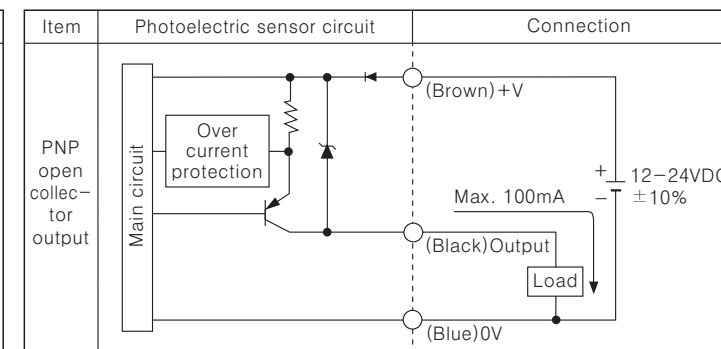 Item
Photoelectric sensor circuit
Connection
PNP
open
collec-
tor
output
Main circuit
Over
current
protection
(Brown)+V
+
12-24VDC
-
±10%
Max. 100mA
(Black)Output
Load
(Blue)0V